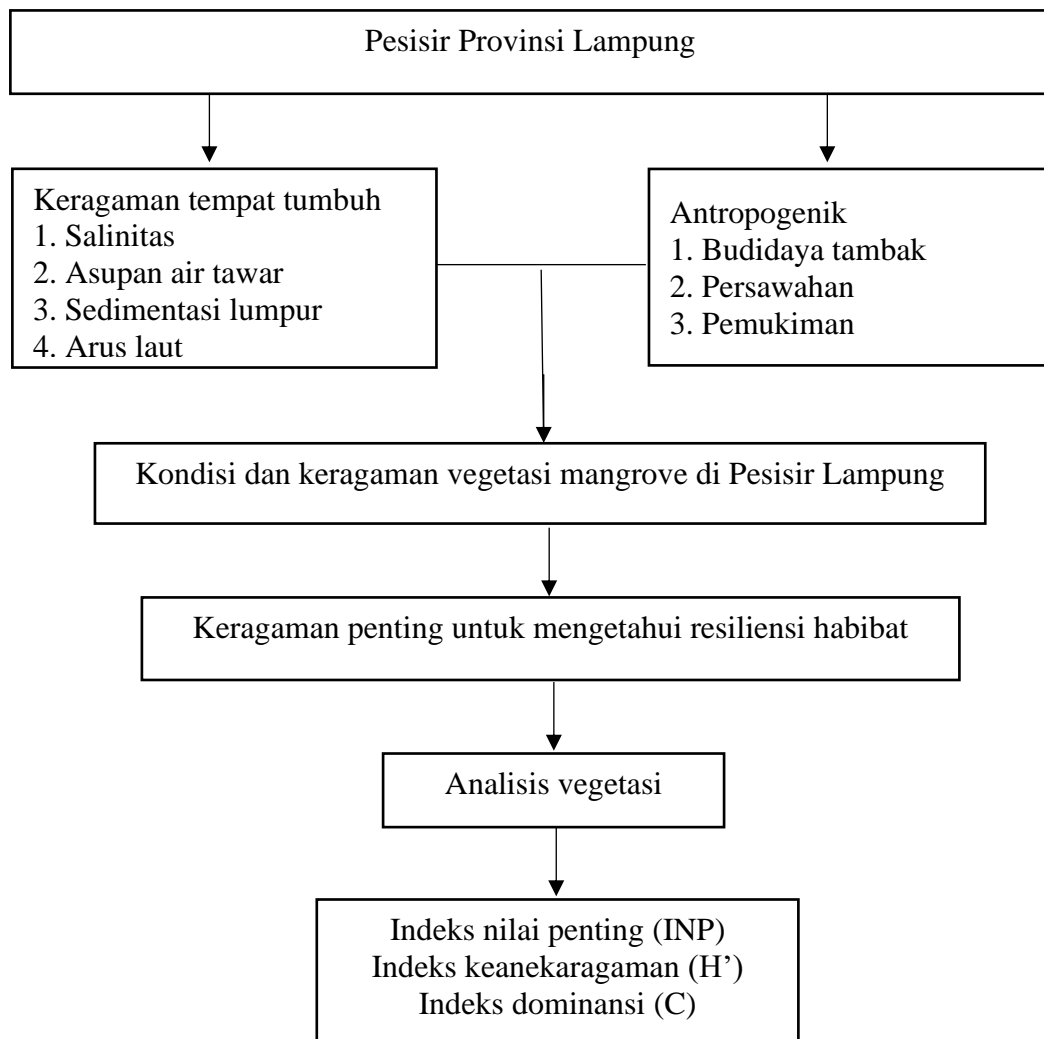 Pesisir Provinsi Lampung
Keragaman tempat tumbuh
1. Salinitas
2. Asupan air tawar
3. Sedimentasi lumpur
4. Arus laut
Antropogenik
1. Budidaya tambak
2. Persawahan
3. Pemukiman
Kondisi dan keragaman vegetasi mangrove di Pesisir Lampung
Keragaman penting untuk mengetahui resiliensi habibat
Analisis vegetasi
Indeks nilai penting (INP)
Indeks keanekaragaman (H’)
Indeks dominansi (C)